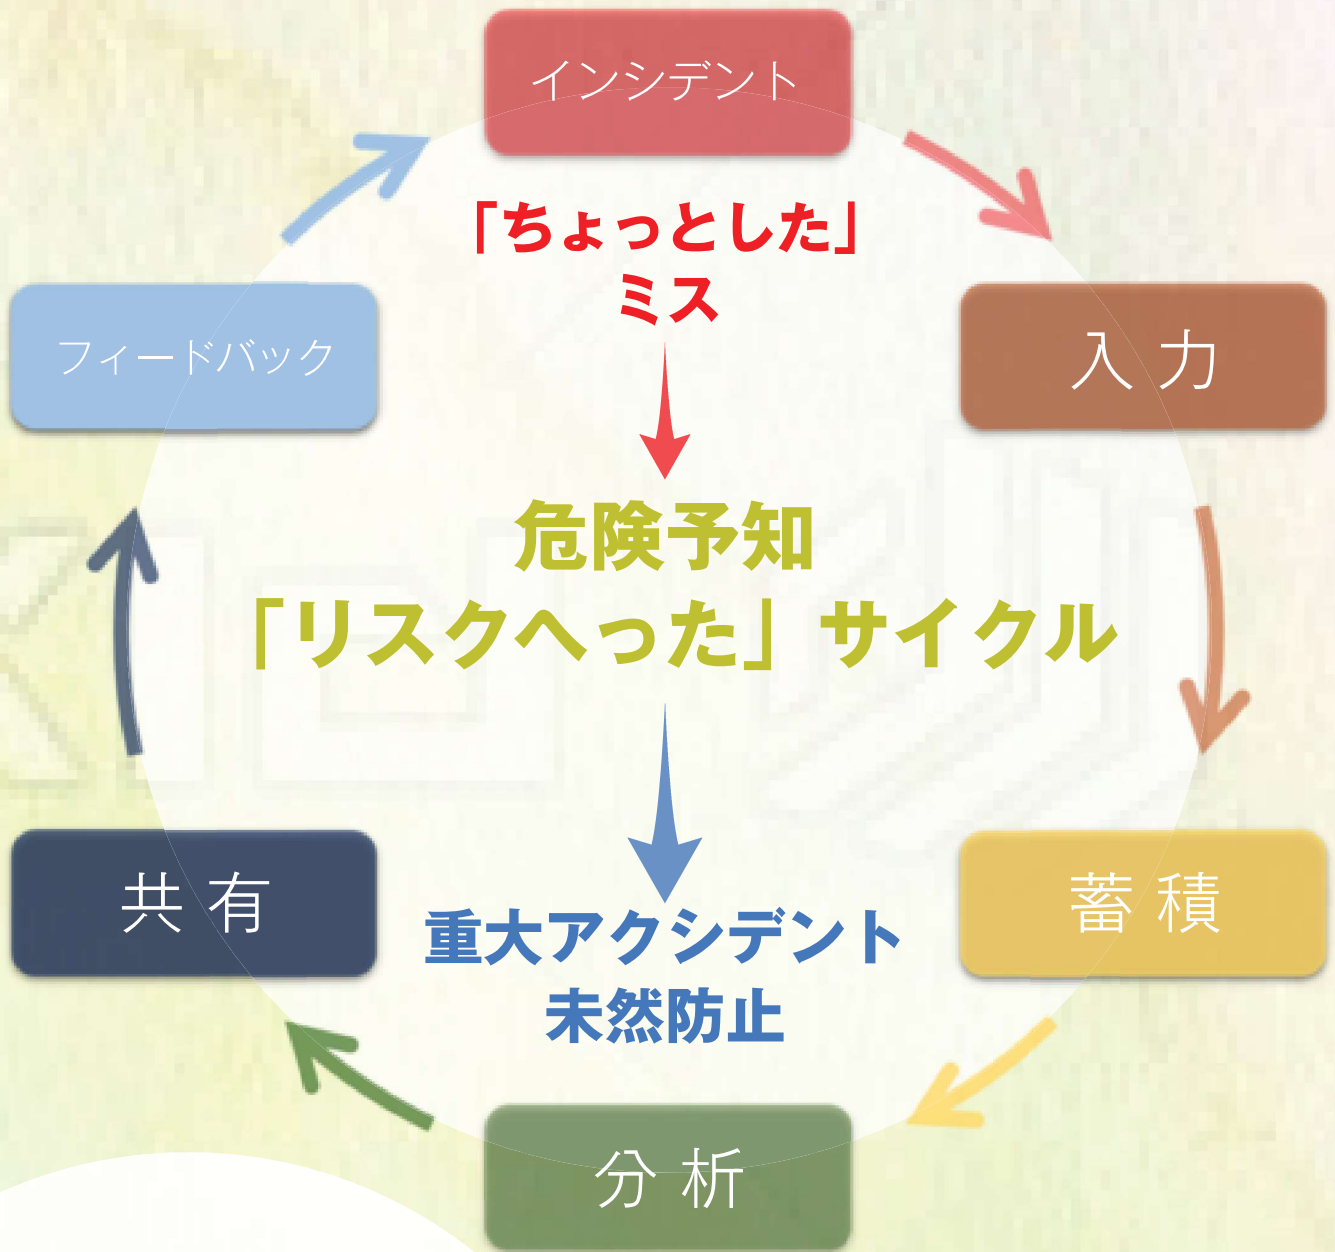 インシデント
「ちょっとした」
ミス
フィードバック
入力
危険予知
「リスクへった」サイクル
共有
蓄積
重大アクシデント
未然防止
分析